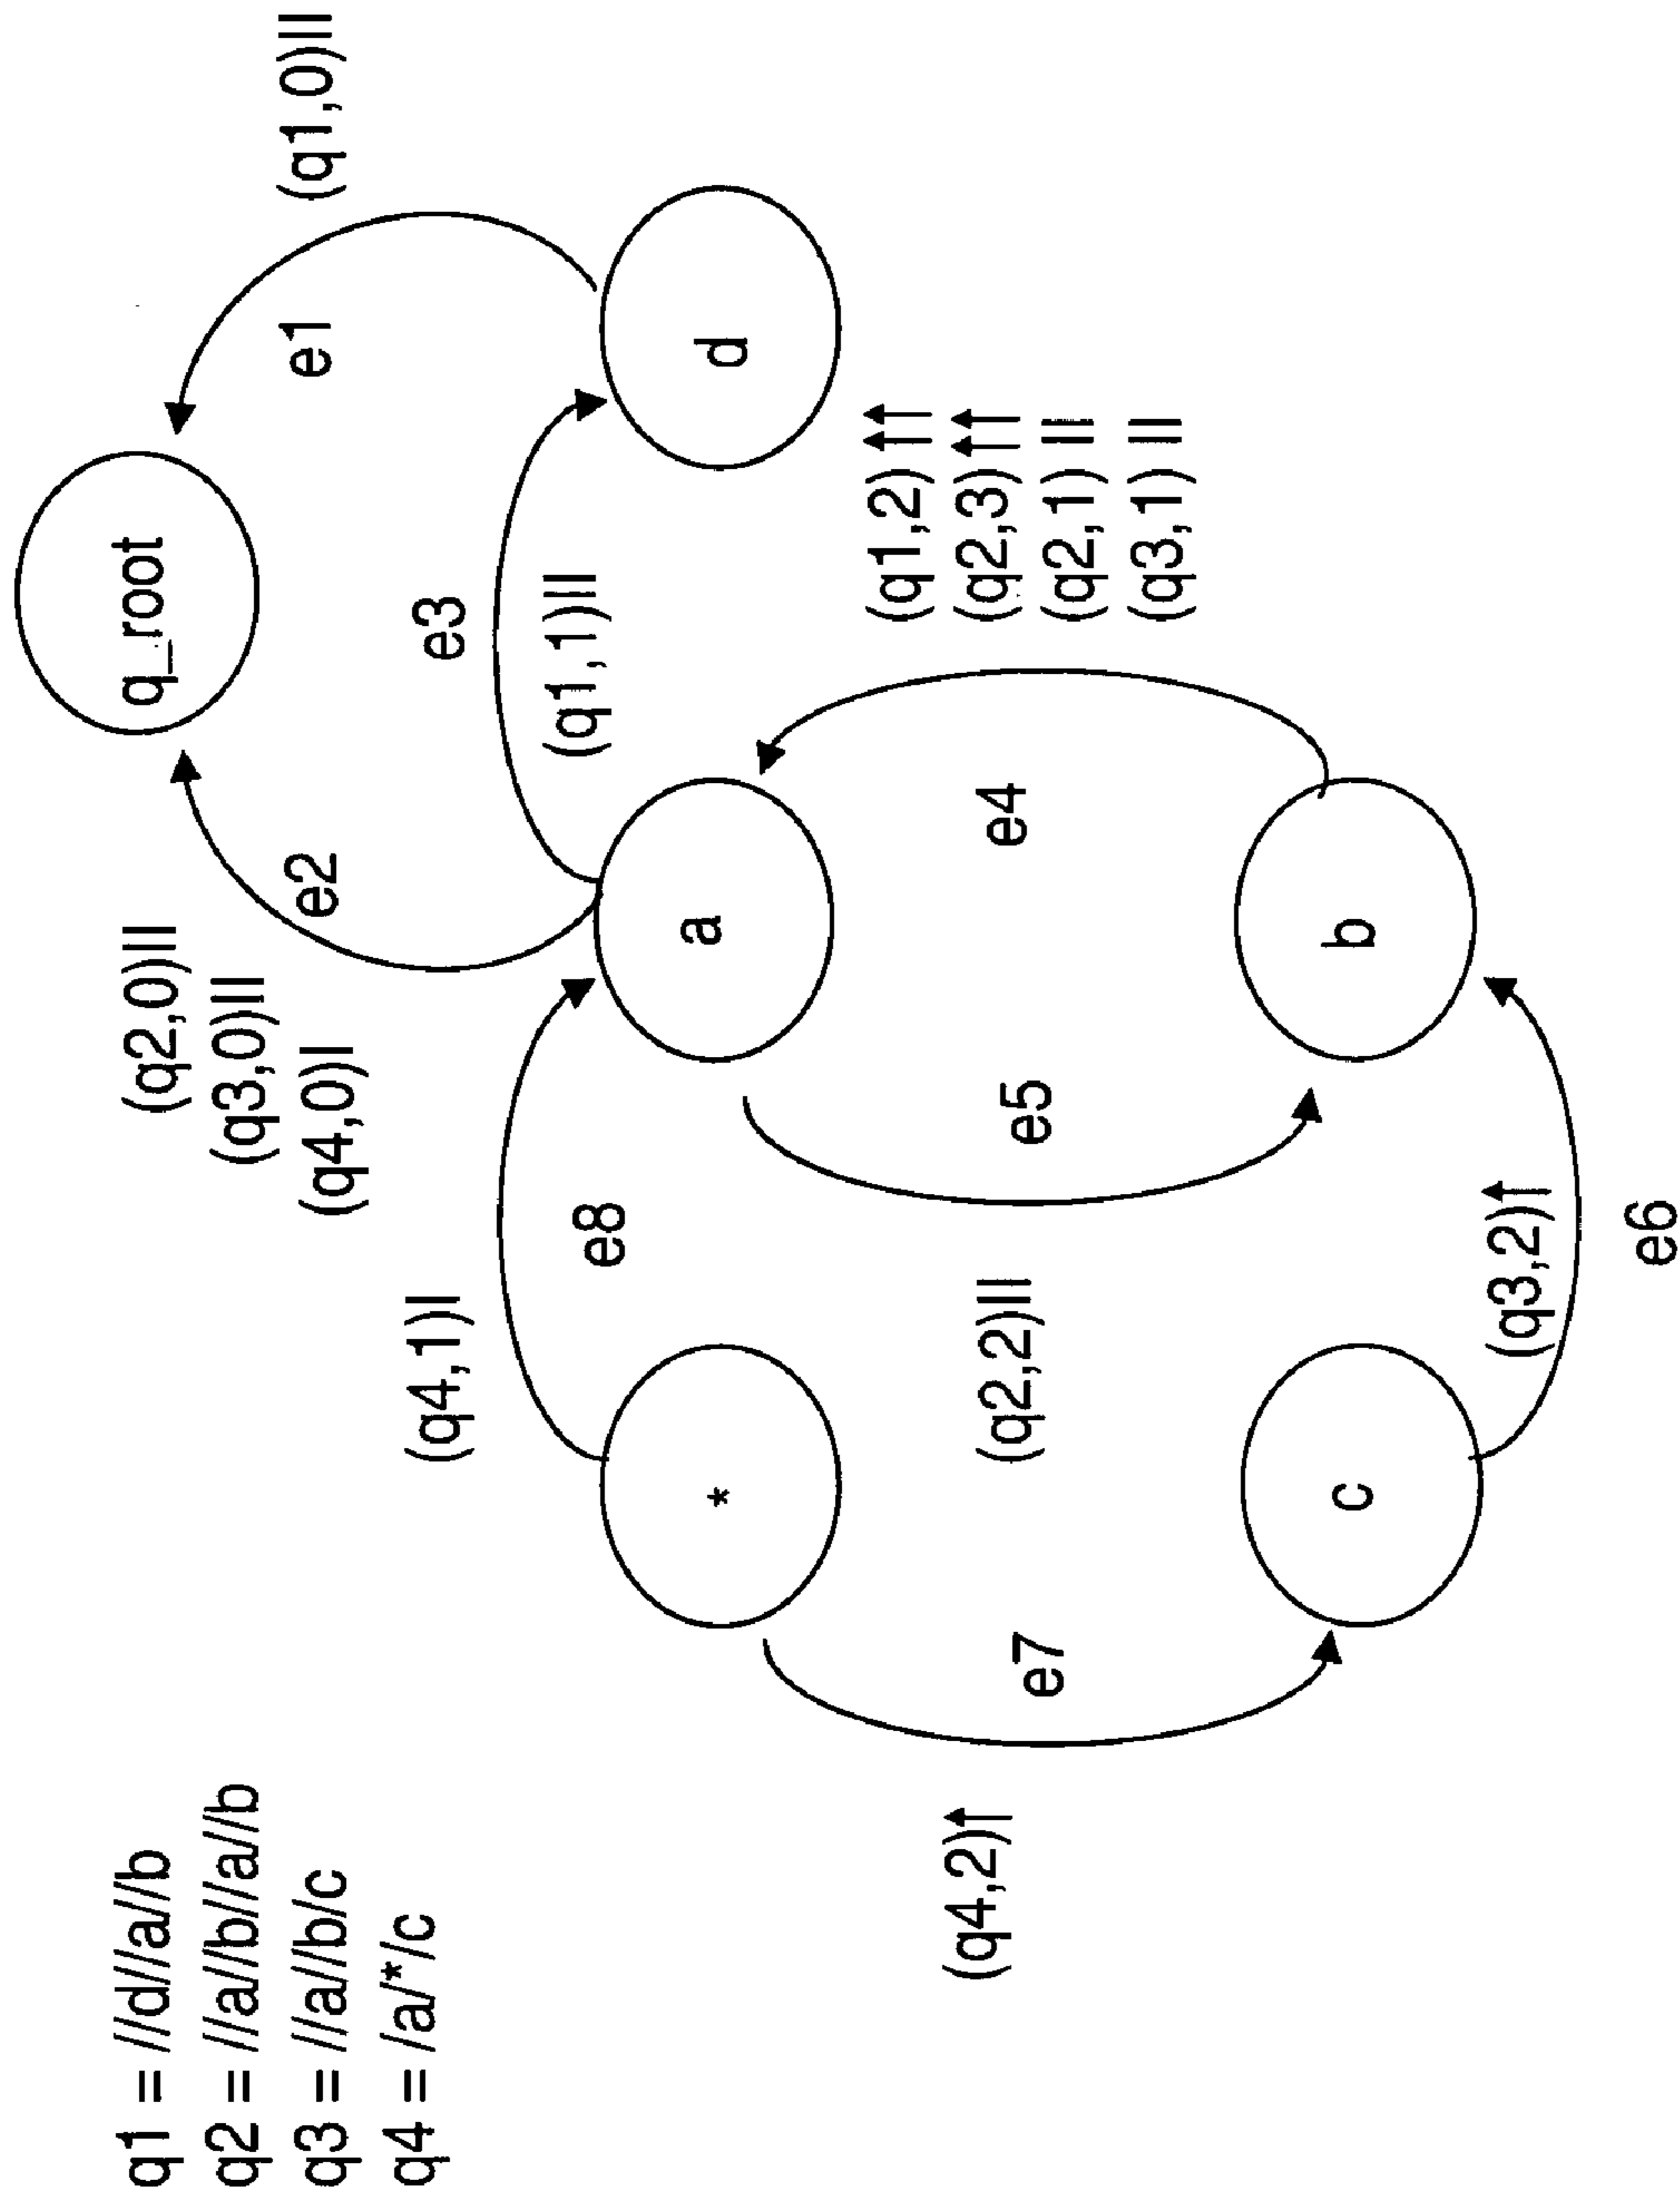 q1 = //d//a//b
q2 = //a//b//a//b
q3 = //a//b/c
q4 = /a/*/c
(q2,0)||
(q3,0)||
(q4,0)|
q_root
e2
e1
(q1,0)||
(q4,1)|
e3
(q1,1)||
e8
*
a
d
(q4,2)↑
e7
(q2,2)||
e5
e4
(q1,2)↑↑
(q2,3)↑↑
(q2,1) ||
(q3,1) ||
c
b
(q3,2)↑
e6